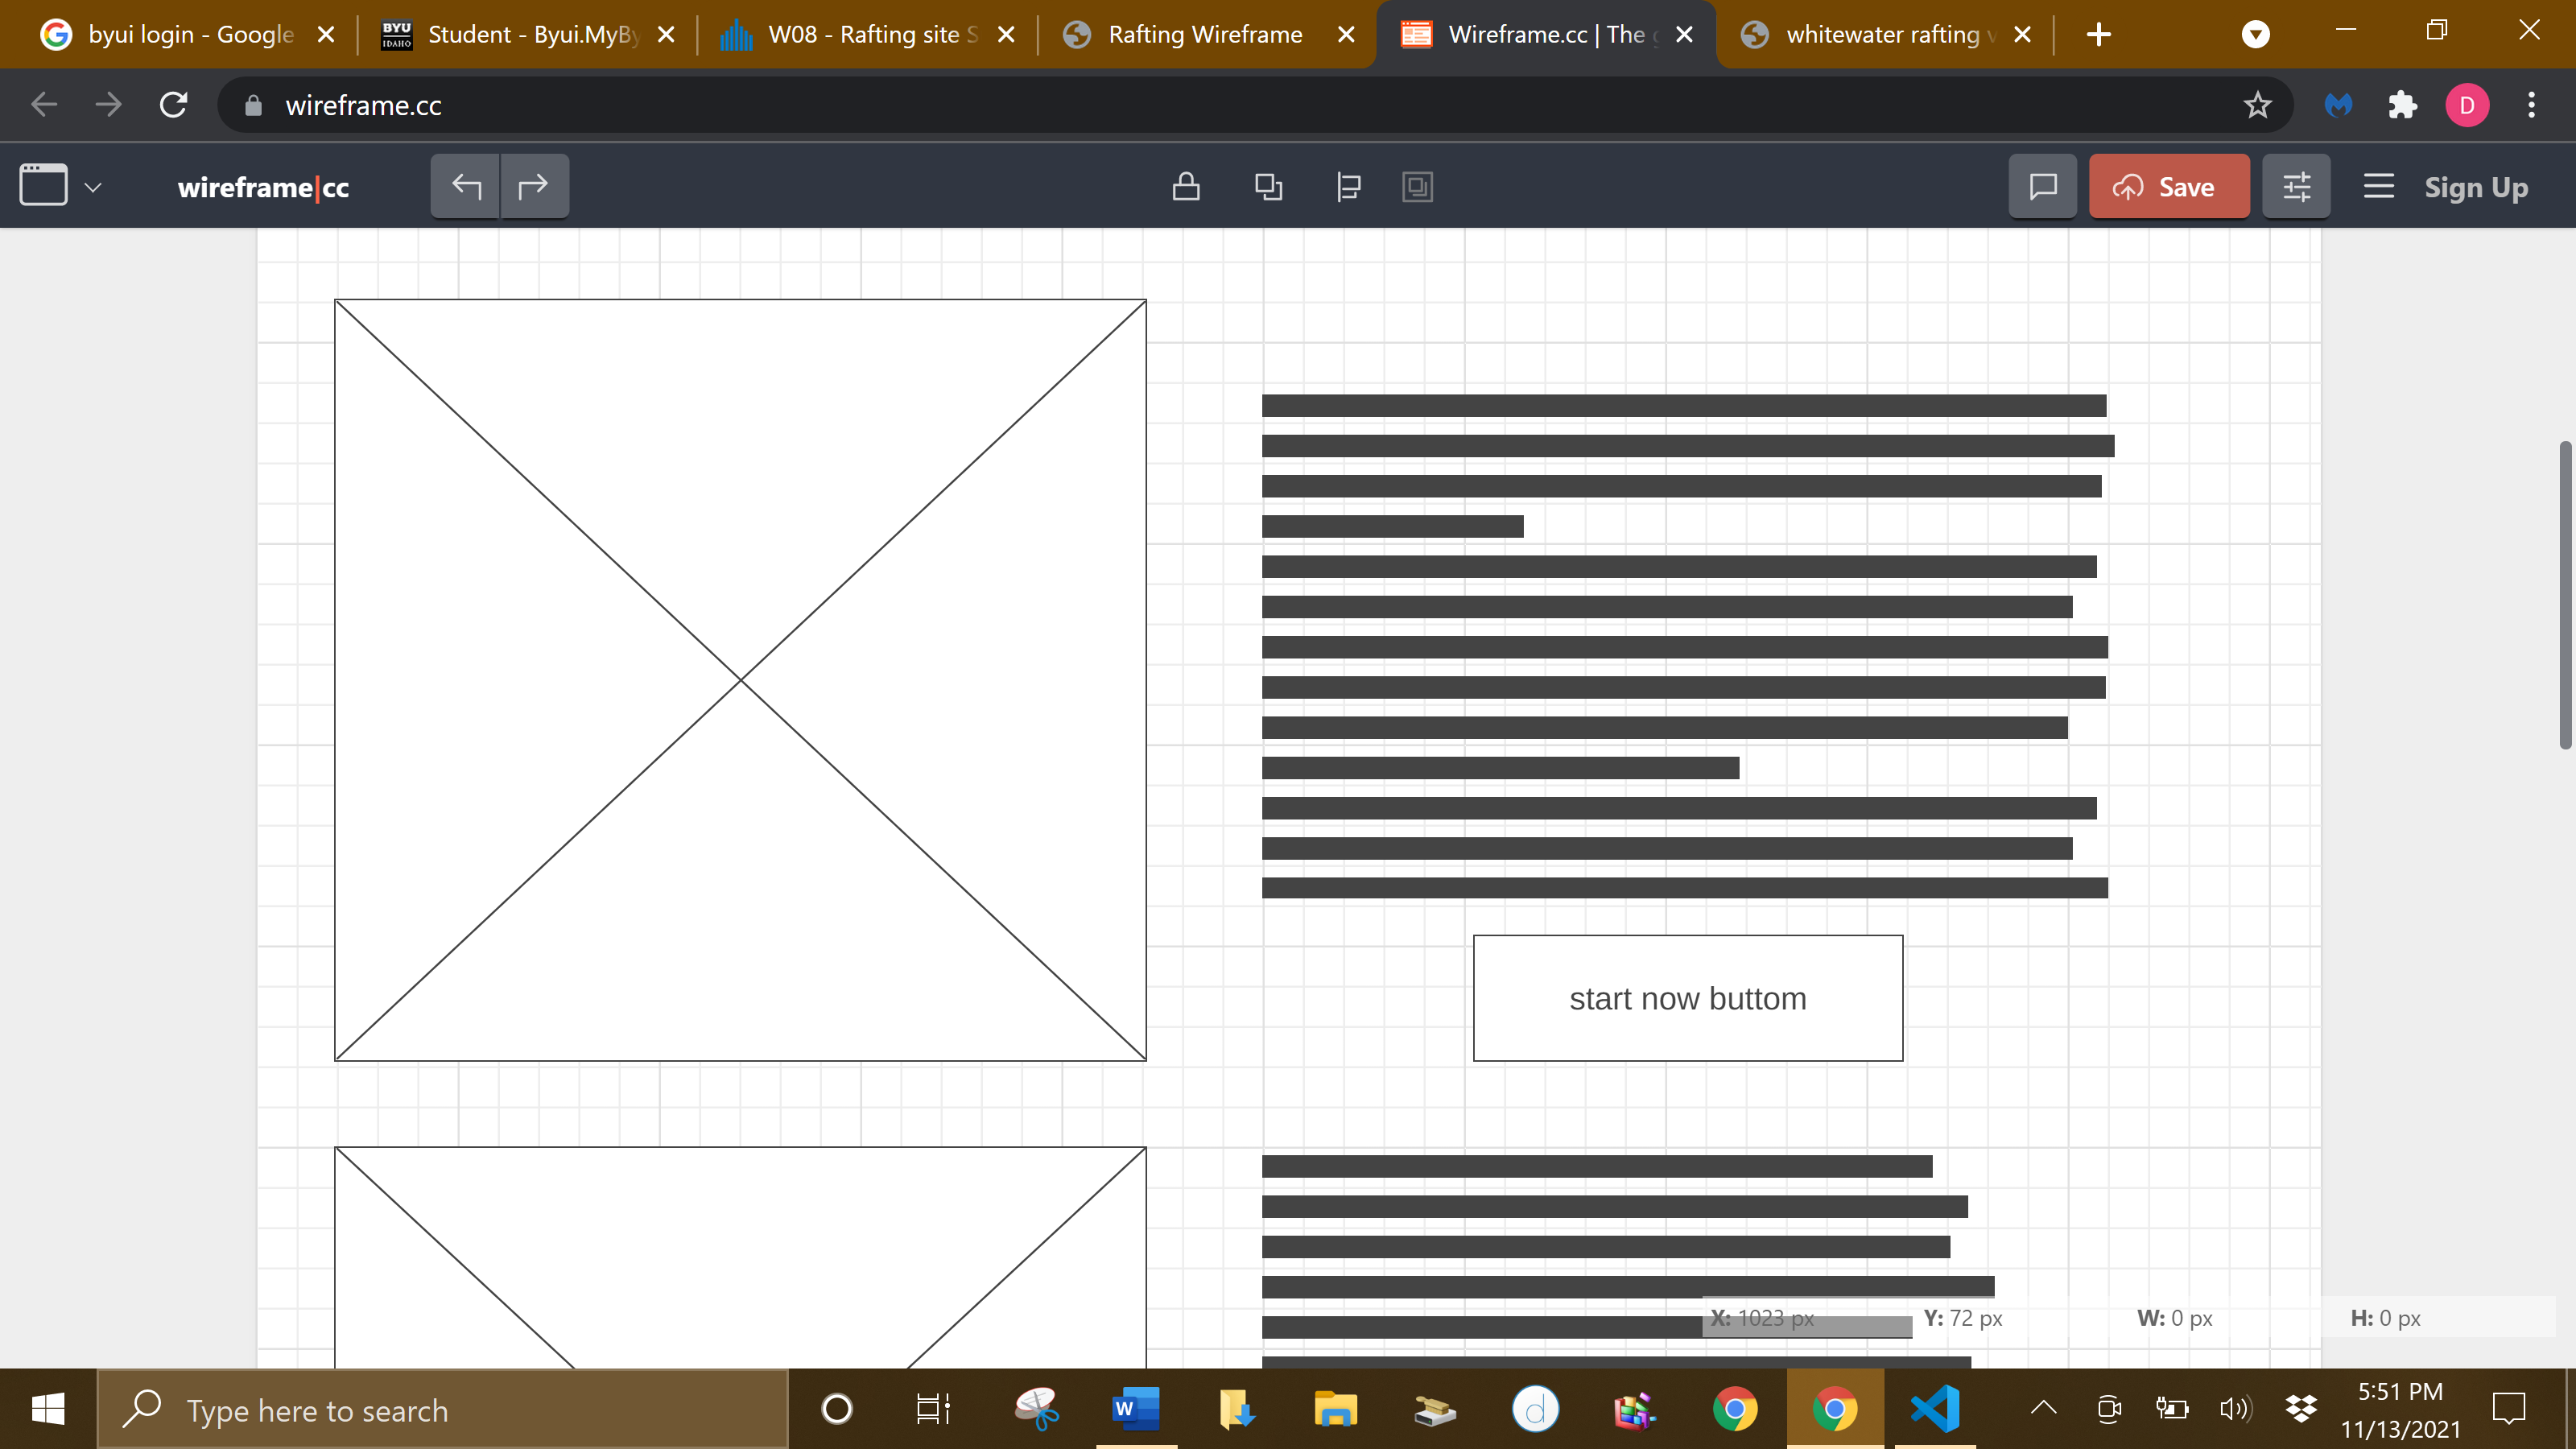 byui login - Google
BYU
IDAHO
Student - Byui.MyBy
W08 - Rafting site S
Rafting Wireframe
Wireframe.cc | The g
whitewater rafting v
wireframe.cc
D
wireframe|cc
Save
Sign Up
start now buttom
X: 1023 px
Y: 72 px
W: 0 px
H: 0 px
Type here to search
W
d
5:51 PM
11/13/2021